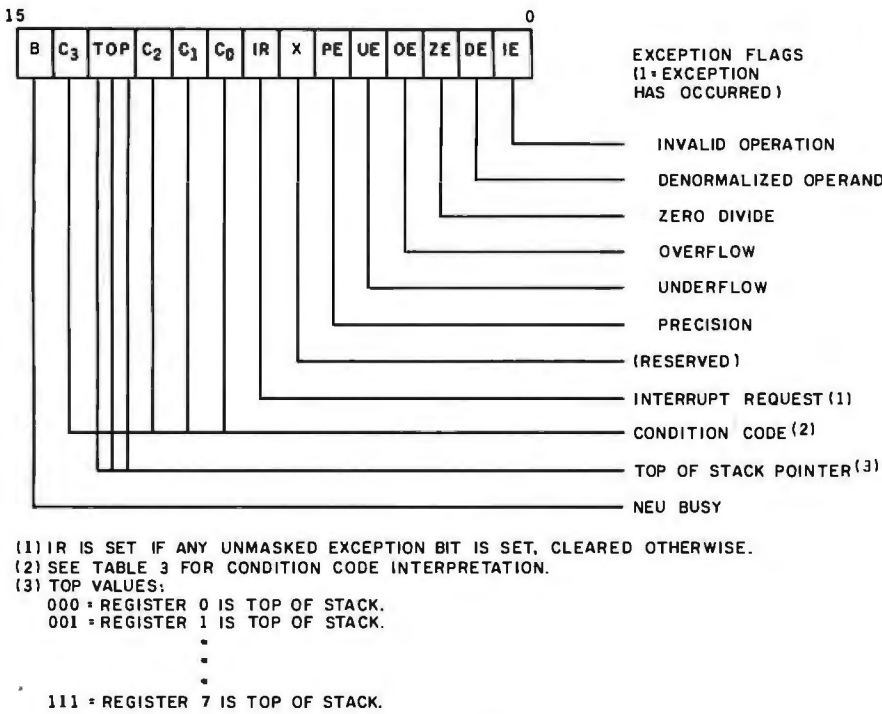 15 0
B C3 TOP C2 C1 C0 IR X PE UE OE ZE DE IE
EXCEPTION FLAGS
(1=EXCEPTION
HAS OCCURRED)
INVALID OPERATION
DENORMALIZED OPERAND
ZERO DIVIDE
OVERFLOW
UNDERFLOW
PRECISION
(RESERVED)
INTERRUPT REQUEST(1)
CONDITION CODE(2)
TOP OF STACK POINTER(3)
NEU BUSY
(1) IR IS SET IF ANY UNMASKED EXCEPTION BIT IS SET, CLEARED OTHERWISE.
(2) SEE TABLE 3 FOR CONDITION CODE INTERPRETATION.
(3) TOP VALUES:
000 = REGISTER 0 IS TOP OF STACK.
001 = REGISTER 1 IS TOP OF STACK.
111 = REGISTER 7 IS TOP OF STACK.